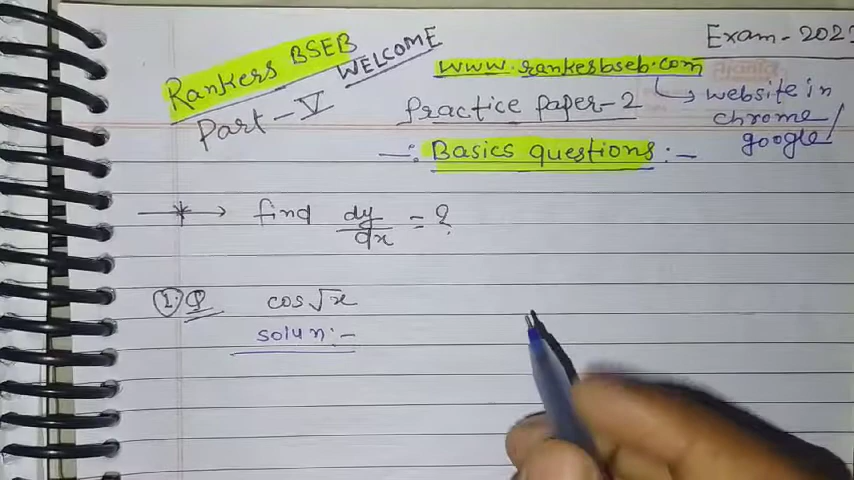 Exam-202
Rankers BSEB WELCOME
www.rankersbseb.com
Part-V
Practice paper-2
website in
chrome
google/
-: Basics questions :-
find dy/dx = ?
1. Q cos√x
solun:-